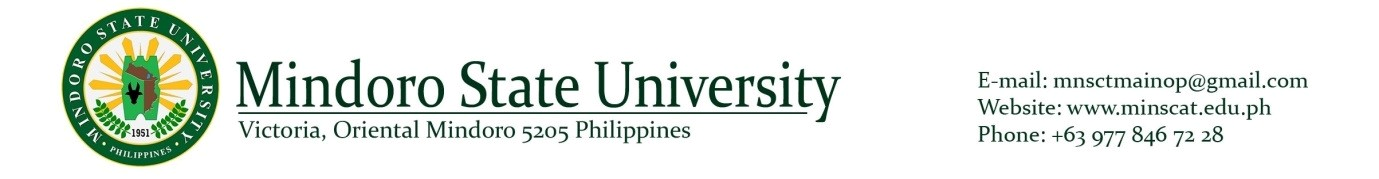 MINDORO STATE UNIVERSITY
1951
• PHILIPPINES •
Mindoro State University
Victoria, Oriental Mindoro 5205 Philippines
E-mail: mnsctmainop@gmail.com
Website: www.minscat.edu.ph
Phone: +63 977 846 72 28